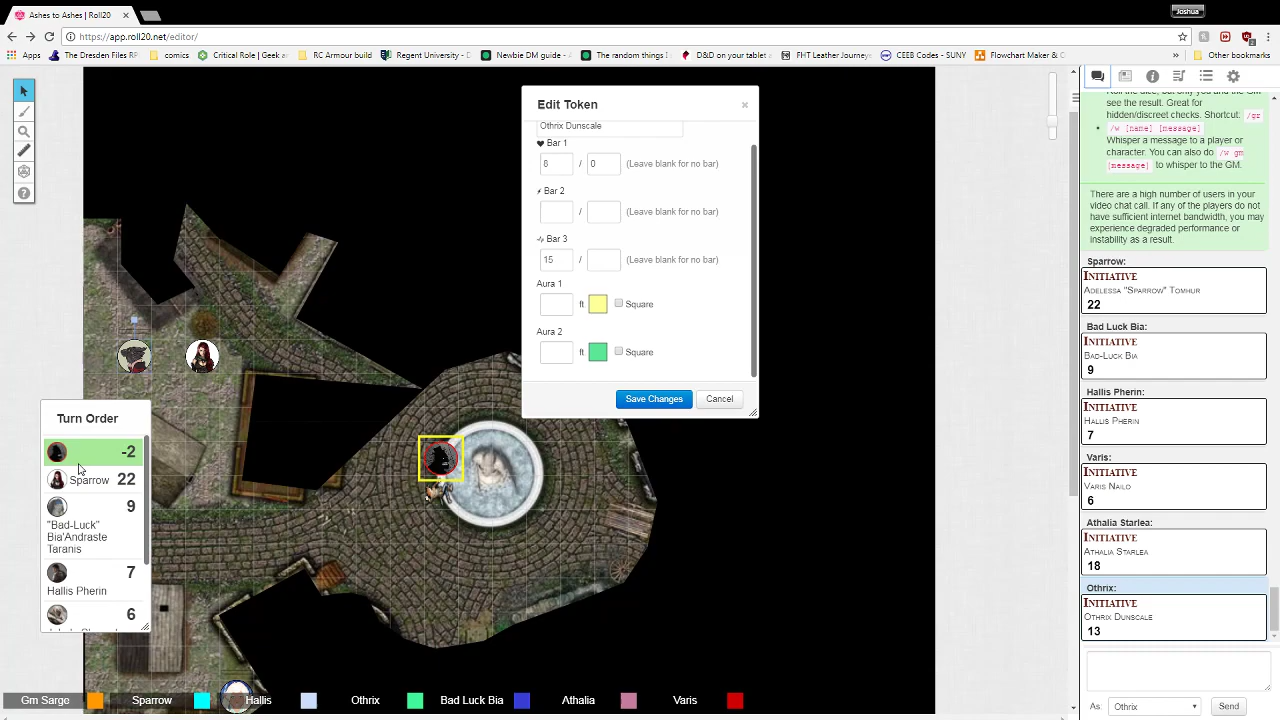 Ashes to Ashes | Roll20
Joshua
https://app.roll20.net/editor/
Apps
The Dresden Files RP
comics
Critical Role | Geek a
RC Armour build
Regent University - 
Newbie DM guide - a
The random things I
D&D on your tablet a
FHT Leather Journey
CEEB Codes - SUNY
Flowchart Maker & O
Other bookmarks
Edit Token
Othrix Dunscale
Bar 1
6 / 0 (Leave blank for no bar)
Bar 2
/ (Leave blank for no bar)
Bar 3
15 / (Leave blank for no bar)
Aura 1
ft Square
Aura 2
ft Square
Save Changes Cancel
Turn Order
-2
Sparrow 22
9
"Bad-Luck"
Bia'Andraste
Taranis
7
Hallis Pherin
6
see the result. Great for
hidden/discreet checks. Shortcut: /gr
/w [name] [message]
Whisper a message to a player
or character. You can also do /w gm
[message] to whisper to the GM.
There are a high number of users in your
video chat call. If any of the players do not
have sufficient internet bandwidth, you may
experience degraded performance or
instability as a result.
Sparrow:
Initiative
Adelessa "Sparrow" Tomhur
22
Bad Luck Bia:
Initiative
Bad-Luck Bia
9
Hallis Pherin:
Initiative
Hallis Pherin
7
Varis:
Initiative
Varis Nailo
6
Athalia Starlea:
Initiative
Athalia Starlea
18
Othrix:
Initiative
Othrix Dunscale
13
As: Othrix Send
Gm Sarge Sparrow Hallis Othrix Bad Luck Bia Athalia Varis